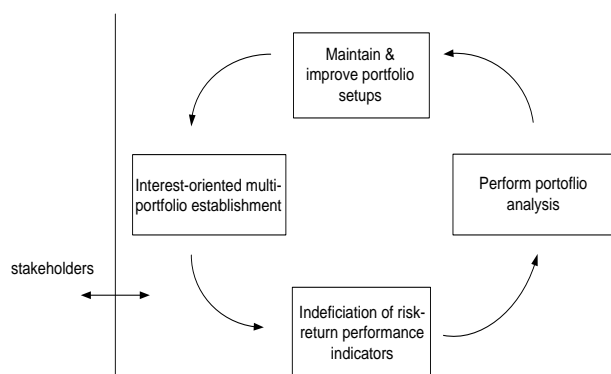 Maintain &
improve portfolio
setups
Interest-oriented multi-
portfolio establishment
Perform portoflio
analysis
stakeholders
Indeficiation of risk-
return performance
indicators